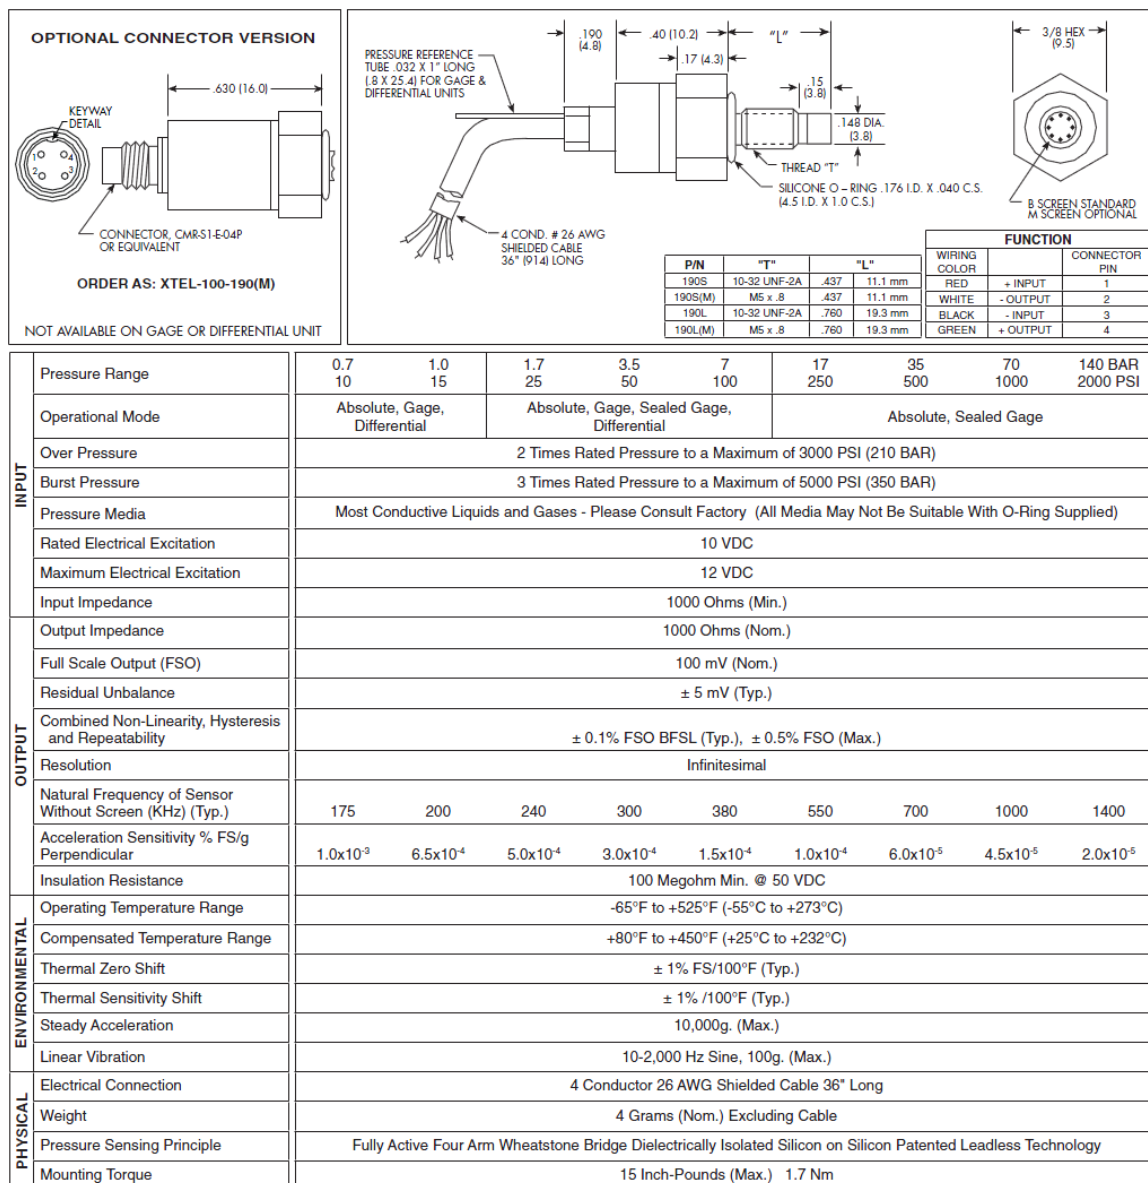 OPTIONAL CONNECTOR VERSION
.630 (16.0)
KEYWAY
DETAIL
1
4
2
3
CONNECTOR, CMR-S1-E-04P
OR EQUIVALENT
ORDER AS: XTEL-100-190(M)
NOT AVAILABLE ON GAGE OR DIFFERENTIAL UNIT
PRESSURE REFERENCE
TUBE .032 X 1" LONG
(.8 X 25.4) FOR GAGE &
DIFFERENTIAL UNITS
.190
(4.8)
.40 (10.2)
"L"
.17 (4.3)
.15
(3.8)
.148 DIA.
(3.8)
THREAD "T"
SILICONE O – RING .176 I.D. X .040 C.S.
(4.5 I.D. X 1.0 C.S.)
4 COND. # 26 AWG
SHIELDED CABLE
36" (914) LONG
3/8 HEX
(9.5)
B SCREEN STANDARD
M SCREEN OPTIONAL
P/N "T" "L"
190S 10-32 UNF-2A .437 11.1 mm
190S(M) M5 x .8 .437 11.1 mm
190L 10-32 UNF-2A .760 19.3 mm
190L(M) M5 x .8 .760 19.3 mm
FUNCTION
WIRING COLOR CONNECTOR PIN
RED + INPUT 1
WHITE - OUTPUT 2
BLACK - INPUT 3
GREEN + OUTPUT 4
INPUT
Pressure Range
0.7 1.0 1.7 3.5 7 17 35 70 140 BAR
10 15 25 50 100 250 500 1000 2000 PSI
Operational Mode
Absolute, Gage,
Differential
Absolute, Gage, Sealed Gage,
Differential
Absolute, Sealed Gage
Over Pressure 2 Times Rated Pressure to a Maximum of 3000 PSI (210 BAR)
Burst Pressure 3 Times Rated Pressure to a Maximum of 5000 PSI (350 BAR)
Pressure Media Most Conductive Liquids and Gases - Please Consult Factory (All Media May Not Be Suitable With O-Ring Supplied)
Rated Electrical Excitation 10 VDC
Maximum Electrical Excitation 12 VDC
Input Impedance 1000 Ohms (Min.)
OUTPUT
Output Impedance 1000 Ohms (Nom.)
Full Scale Output (FSO) 100 mV (Nom.)
Residual Unbalance ± 5 mV (Typ.)
Combined Non-Linearity, Hysteresis
and Repeatability ± 0.1% FSO BFSL (Typ.), ± 0.5% FSO (Max.)
Resolution Infinitesimal
Natural Frequency of Sensor
Without Screen (KHz) (Typ.) 175 200 240 300 380 550 700 1000 1400
Acceleration Sensitivity % FS/g
Perpendicular 1.0x10-3 6.5x10-4 5.0x10-4 3.0x10-4 1.5x10-4 1.0x10-4 6.0x10-5 4.5x10-5 2.0x10-5
Insulation Resistance 100 Megohm Min. @ 50 VDC
ENVIRONMENTAL
Operating Temperature Range -65°F to +525°F (-55°C to +273°C)
Compensated Temperature Range +80°F to +450°F (+25°C to +232°C)
Thermal Zero Shift ± 1% FS/100°F (Typ.)
Thermal Sensitivity Shift ± 1% /100°F (Typ.)
Steady Acceleration 10,000g. (Max.)
Linear Vibration 10-2,000 Hz Sine, 100g. (Max.)
PHYSICAL
Electrical Connection 4 Conductor 26 AWG Shielded Cable 36" Long
Weight 4 Grams (Nom.) Excluding Cable
Pressure Sensing Principle Fully Active Four Arm Wheatstone Bridge Dielectrically Isolated Silicon on Silicon Patented Leadless Technology
Mounting Torque 15 Inch-Pounds (Max.) 1.7 Nm